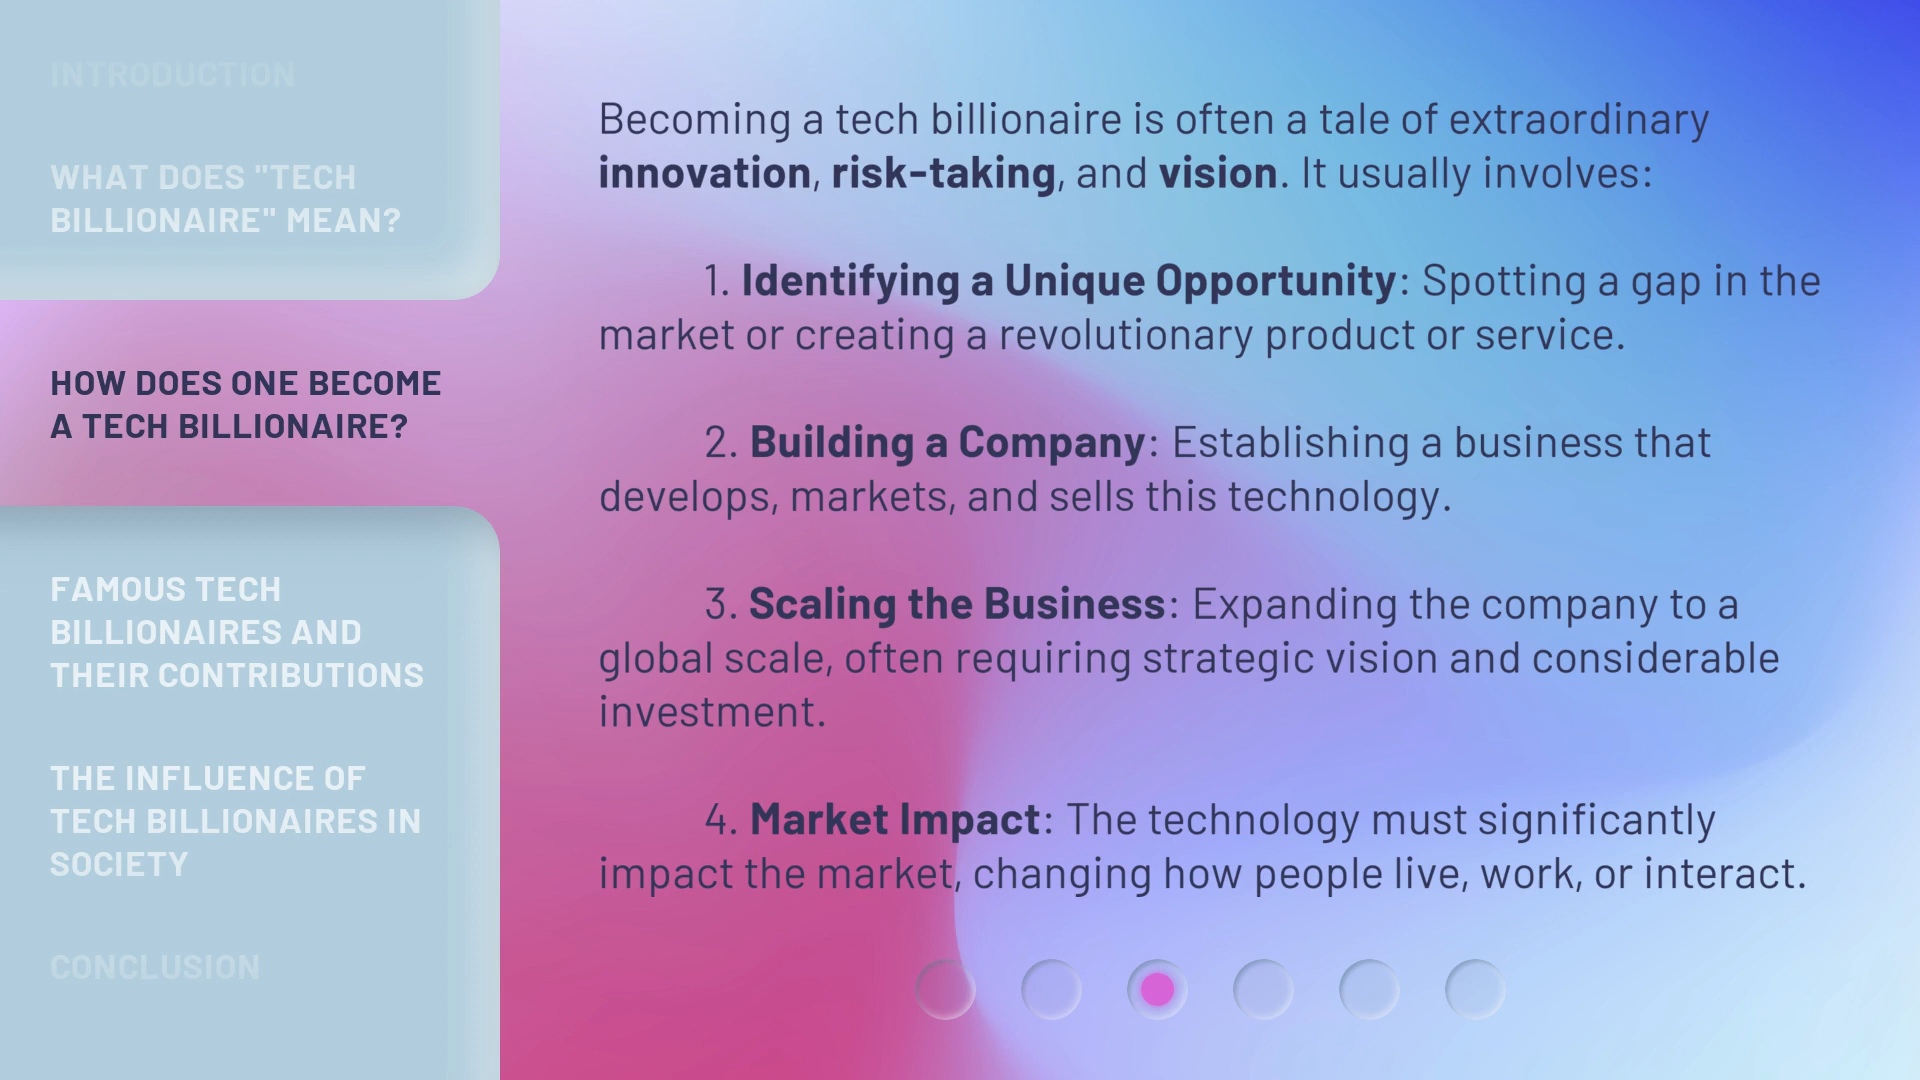 INTRODUCTION
WHAT DOES "TECH
BILLIONAIRE" MEAN?
HOW DOES ONE BECOME
A TECH BILLIONAIRE?
FAMOUS TECH
BILLIONAIRES AND
THEIR CONTRIBUTIONS
THE INFLUENCE OF
TECH BILLIONAIRES IN
SOCIETY
CONCLUSION
Becoming a tech billionaire is often a tale of extraordinary
innovation, risk-taking, and vision. It usually involves:
1. Identifying a Unique Opportunity: Spotting a gap in the
market or creating a revolutionary product or service.
2. Building a Company: Establishing a business that
develops, markets, and sells this technology.
3. Scaling the Business: Expanding the company to a
global scale, often requiring strategic vision and considerable
investment.
4. Market Impact: The technology must significantly
impact the market, changing how people live, work, or interact.